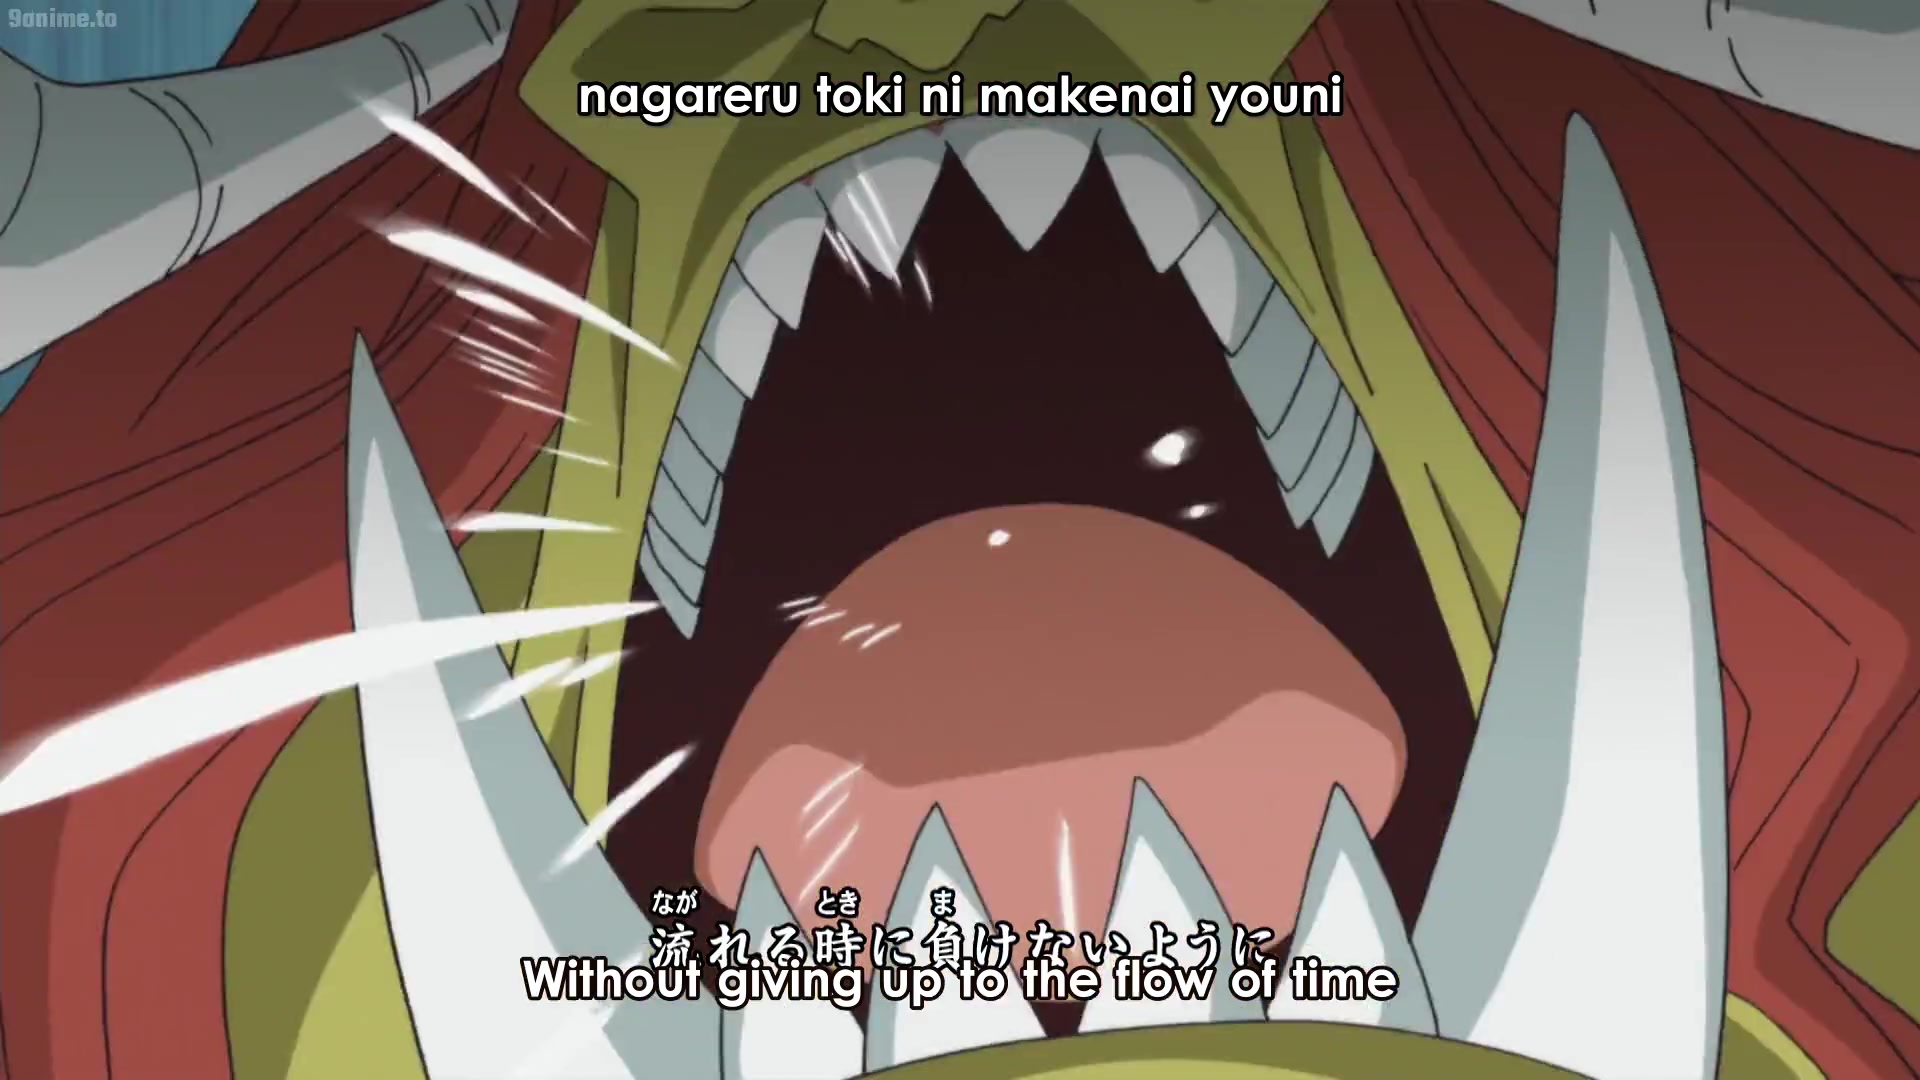 9anime.to
nagareru toki ni makenai youni
なが とき ま
流れる時に負けないように
Without giving up to the flow of time